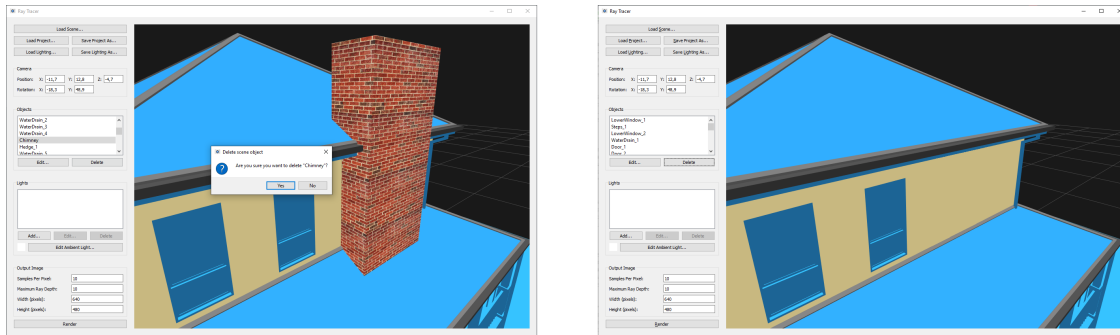 Ray Tracer
Load Scene...
Load Project... Save Project As...
Load Lighting... Save Lighting As...
Camera
Position: X: -11,7 Y: 12,8 Z: -4,7
Rotation: X: -18,3 Y: 48,9
Objects
WaterDrain_2
WaterDrain_3
WaterDrain_4
Chimney
Hedge_1
WaterDrain_5
Edit... Delete
Lights
Add... Edit... Delete
Edit Ambient Light...
Output Image
Samples Per Pixel: 10
Maximum Ray Depth: 10
Width (pixels): 640
Height (pixels): 480
Render
Delete scene object
Are you sure you want to delete "Chimney"?
Yes No
Ray Tracer
Load Scene...
Load Project... Save Project As...
Load Lighting... Save Lighting As...
Camera
Position: X: -11,7 Y: 12,8 Z: -4,7
Rotation: X: -18,3 Y: 48,9
Objects
LowerWindow_1
Steps_1
LowerWindow_2
WaterDrain_1
Door_1
Door_2
Edit... Delete
Lights
Add... Edit... Delete
Edit Ambient Light...
Output Image
Samples Per Pixel: 10
Maximum Ray Depth: 10
Width (pixels): 640
Height (pixels): 480
Render